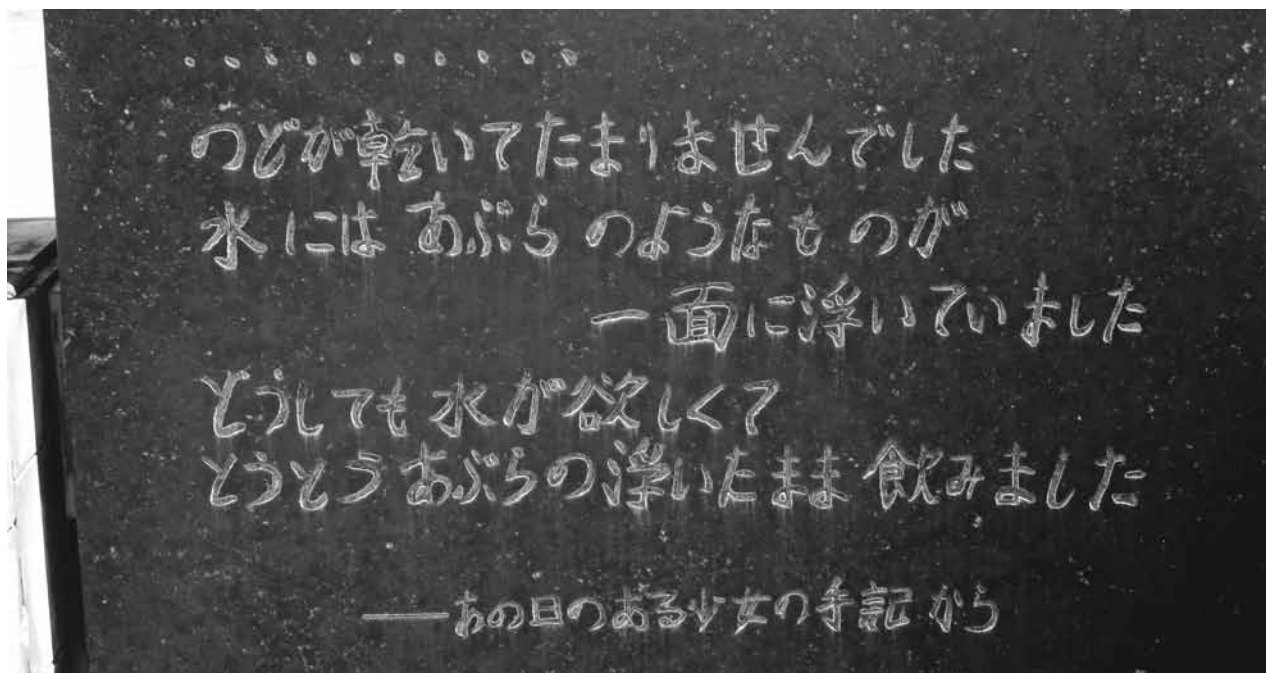 ・・・・・・・・・・・
のどが乾いてたまりませんでした
水には あぶら のようなものが
一面に浮いていました
どうしても水が欲しくて
とうとう あぶらの浮いたまま 飲みました
――あの日のある少女の手記から